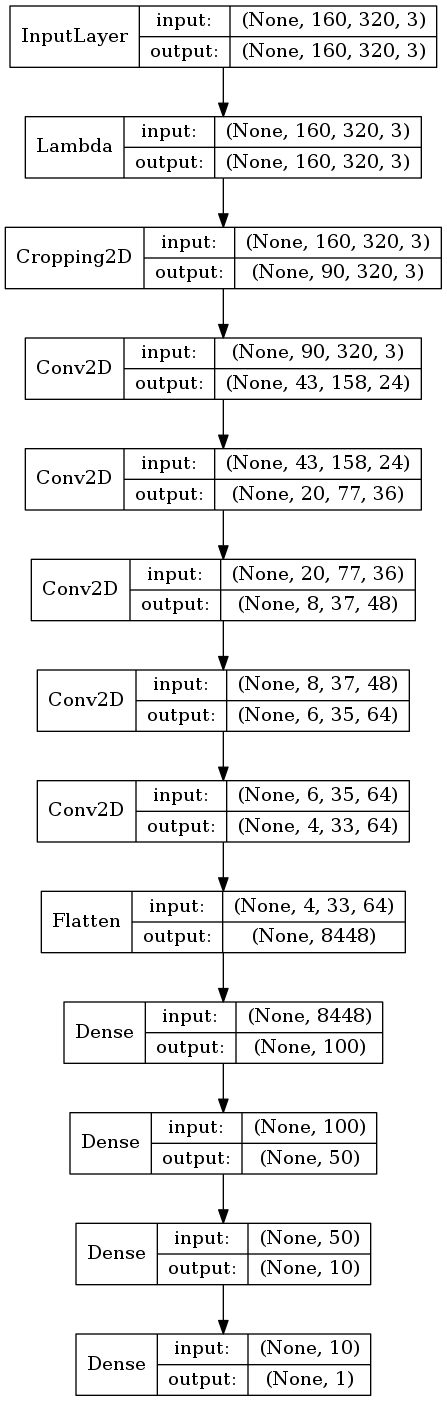 InputLayer
input: (None, 160, 320, 3)
output: (None, 160, 320, 3)
Lambda
input: (None, 160, 320, 3)
output: (None, 160, 320, 3)
Cropping2D
input: (None, 160, 320, 3)
output: (None, 90, 320, 3)
Conv2D
input: (None, 90, 320, 3)
output: (None, 43, 158, 24)
Conv2D
input: (None, 43, 158, 24)
output: (None, 20, 77, 36)
Conv2D
input: (None, 20, 77, 36)
output: (None, 8, 37, 48)
Conv2D
input: (None, 8, 37, 48)
output: (None, 6, 35, 64)
Conv2D
input: (None, 6, 35, 64)
output: (None, 4, 33, 64)
Flatten
input: (None, 4, 33, 64)
output: (None, 8448)
Dense
input: (None, 8448)
output: (None, 100)
Dense
input: (None, 100)
output: (None, 50)
Dense
input: (None, 50)
output: (None, 10)
Dense
input: (None, 10)
output: (None, 1)